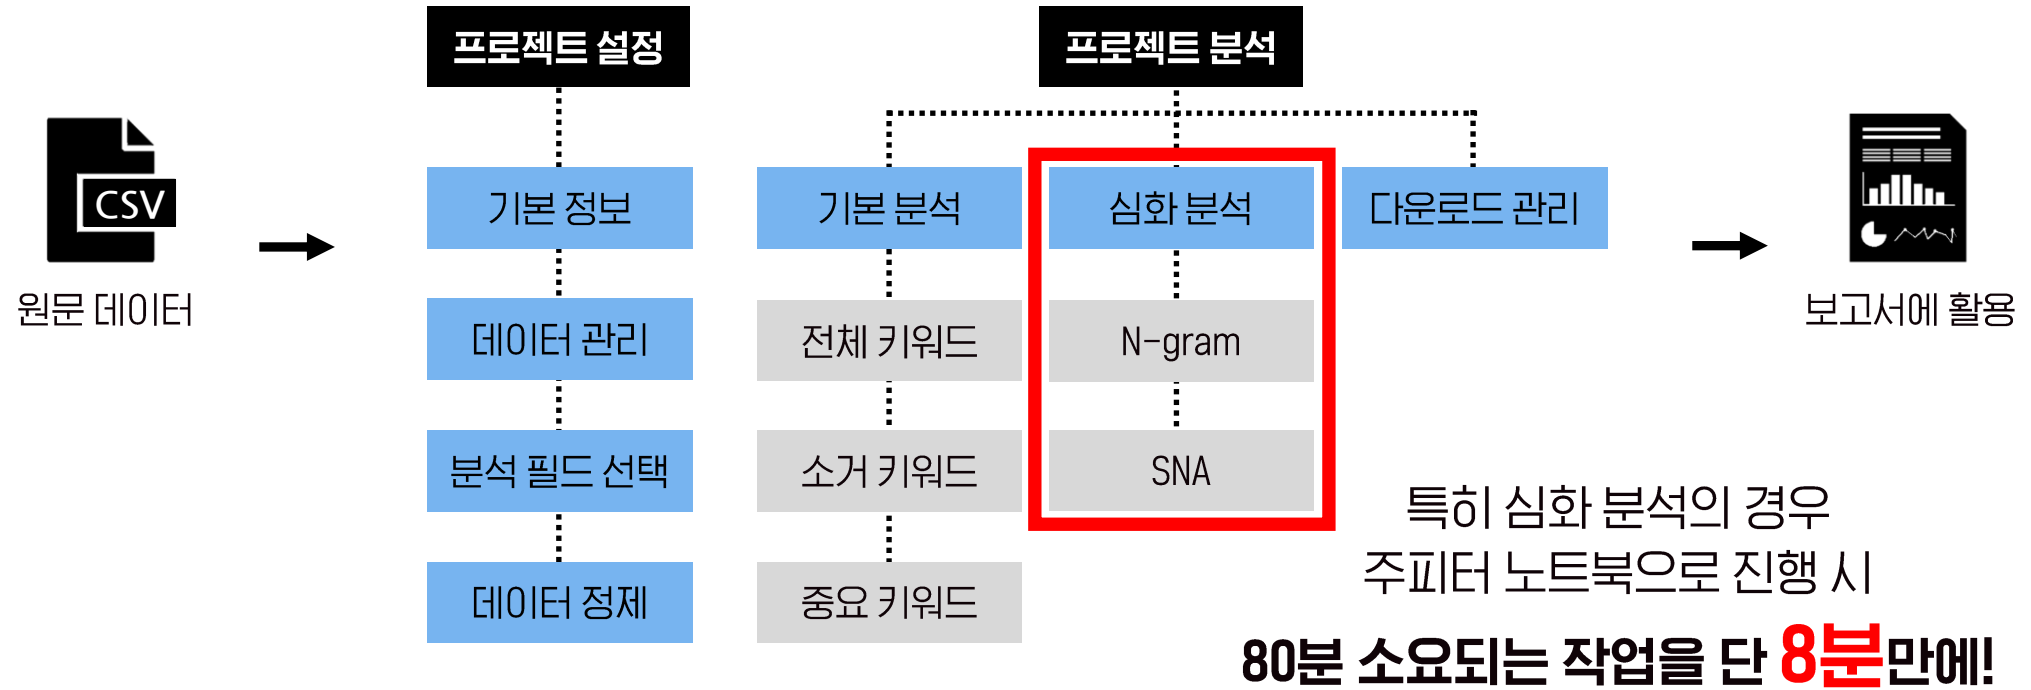 프로젝트 설정
프로젝트 분석
CSV
원문 데이터
기본 정보
데이터 관리
분석 필드 선택
데이터 정제
기본 분석
전체 키워드
소거 키워드
중요 키워드
심화 분석
N-gram
SNA
다운로드 관리
보고서에 활용
특히 심화 분석의 경우
주피터 노트북으로 진행 시
80분 소요되는 작업을 단 8분만에!